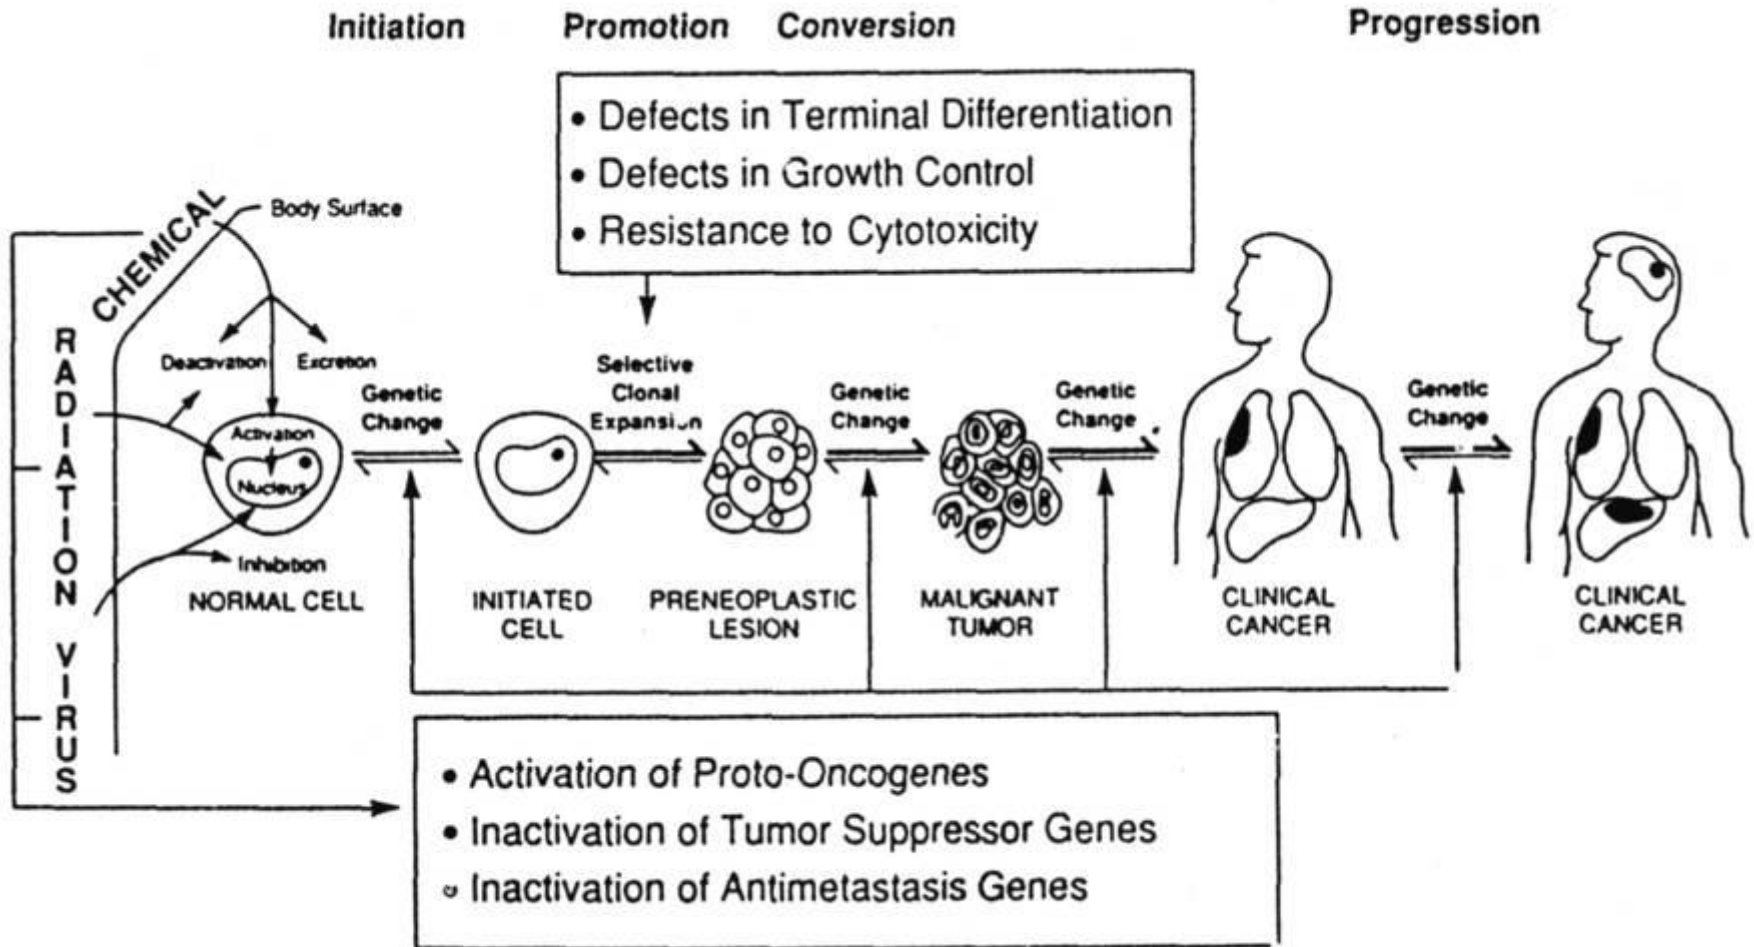 Initiation Promotion Conversion Progression
• Defects in Terminal Differentiation
• Defects in Growth Control
• Resistance to Cytotoxicity
CHEMICAL
Body Surface
RADIATION VIRUS
Deactivation
Excretion
Activation
Nucleus
Inhibition
Genetic
Change
Selective
Clonal
Expansion
Genetic
Change
Genetic
Change
Genetic
Change
NORMAL CELL
INITIATED
CELL
PRENEOPLASTIC
LESION
MALIGNANT
TUMOR
CLINICAL
CANCER
CLINICAL
CANCER
• Activation of Proto-Oncogenes
• Inactivation of Tumor Suppressor Genes
• Inactivation of Antimetastasis Genes